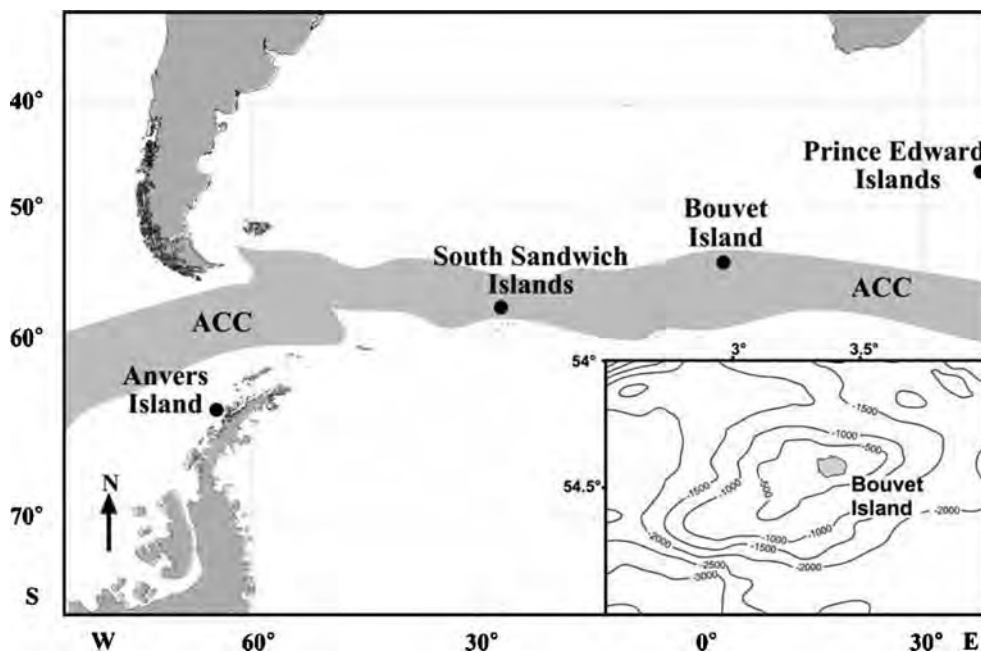 40°
50°
60°
70°
S
W
60°
30°
0°
30°
E
Prince Edward
Islands
Bouvet
Island
South Sandwich
Islands
ACC
ACC
Anvers
Island
N
3°
3.5°
54°
54.5°
Bouvet
Island
-1500
-1000
-500
-1500
-1000
-500
-2000
-1000
-1500
-2000
-2000
-2500
-3000